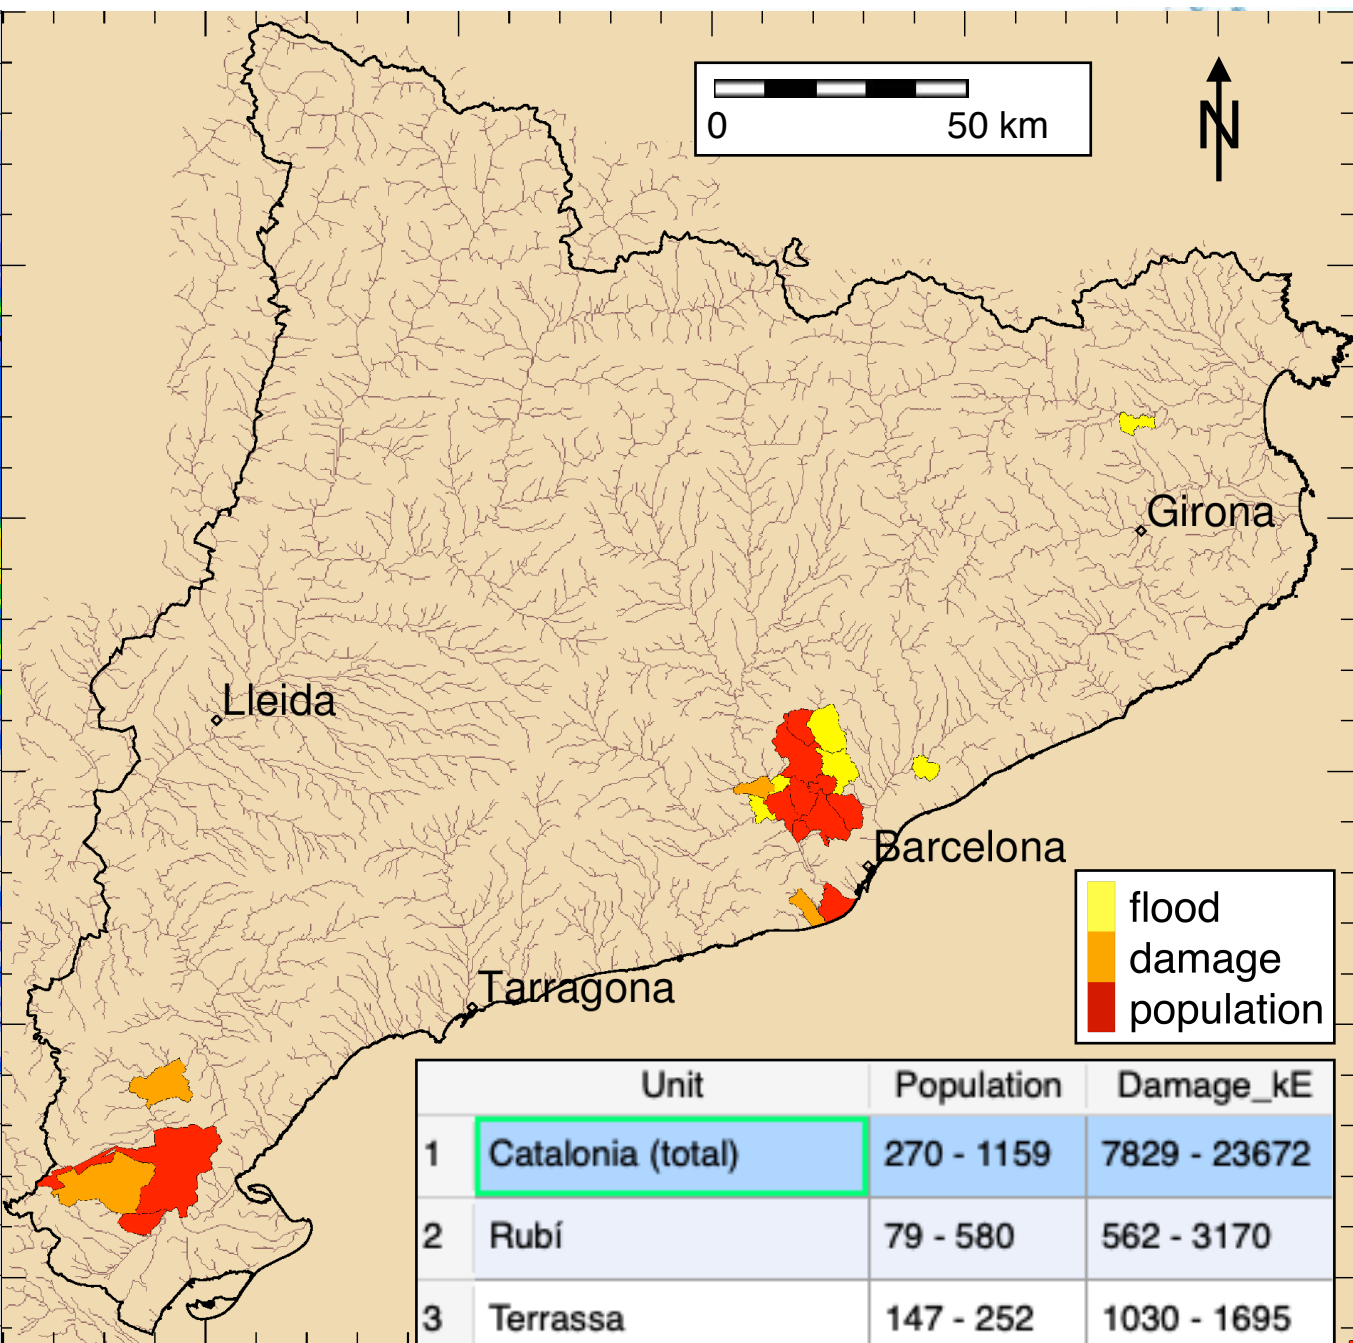 0 50 km
N
Girona
Lleida
Barcelona
Tarragona
flood
damage
population
Unit Population Damage_kE
1 Catalonia (total) 270 - 1159 7829 - 23672
2 Rubí 79 - 580 562 - 3170
3 Terrassa 147 - 252 1030 - 1695